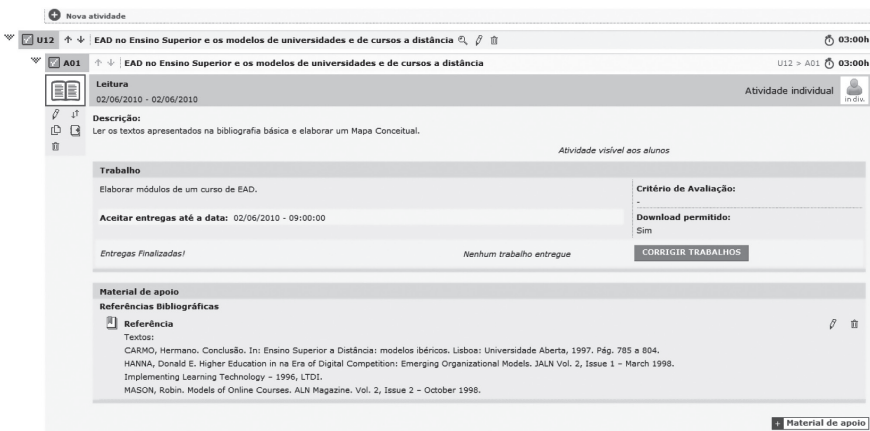 Nova atividade
U12 EAD no Ensino Superior e os modelos de universidades e de cursos a distância 03:00h
A01 EAD no Ensino Superior e os modelos de universidades e de cursos a distância U12 > A01 03:00h
Leitura
02/06/2010 - 02/06/2010
Atividade individual
indiv.
Descrição:
Ler os textos apresentados na bibliografia básica e elaborar um Mapa Conceitual.
Atividade visível aos alunos
Trabalho
Elaborar módulos de um curso de EAD.
Critério de Avaliação:
-
Aceitar entregas até a data: 02/06/2010 - 09:00:00
Download permitido:
Sim
Entregas Finalizadas! Nenhum trabalho entregue CORRIGIR TRABALHOS
Material de apoio
Referências Bibliográficas
Referência
Textos:
CARMO, Hermano. Conclusão. In: Ensino Superior a Distância: modelos ibéricos. Lisboa: Universidade Aberta, 1997. Pág. 785 a 804.
HANNA, Donald E. Higher Education in na Era of Digital Competition: Emerging Organizational Models. JALN Vol. 2, Issue 1 – March 1998.
Implementing Learning Technology – 1996, LTDI.
MASON, Robin. Models of Online Courses. ALN Magazine. Vol. 2, Issue 2 – October 1998.
+ Material de apoio